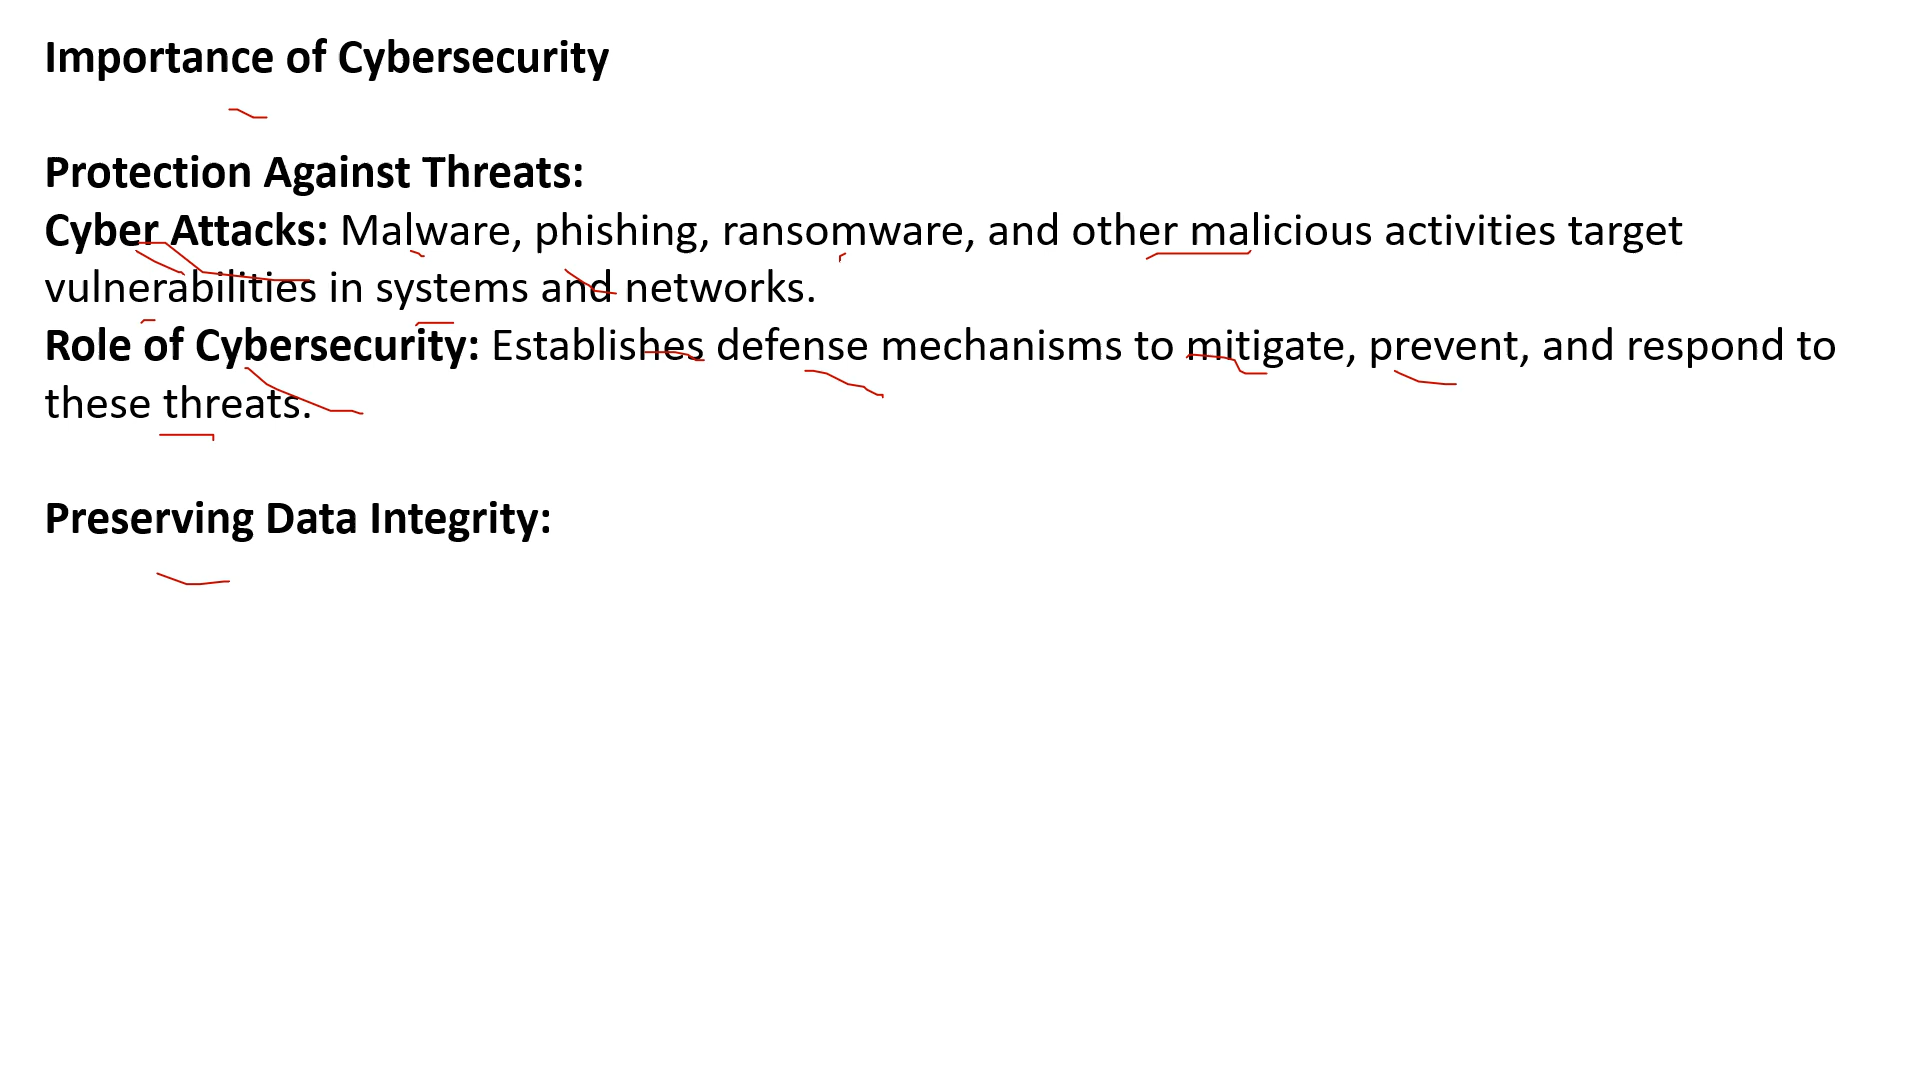 Importance of Cybersecurity
Protection Against Threats:
Cyber Attacks: Malware, phishing, ransomware, and other malicious activities target
vulnerabilities in systems and networks.
Role of Cybersecurity: Establishes defense mechanisms to mitigate, prevent, and respond to
these threats.
Preserving Data Integrity: